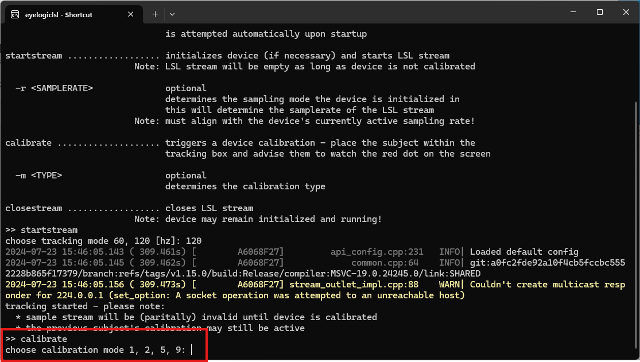 eyelogiclsl - Shortcut
is attempted automatically upon startup
startstream .................. initializes device (if necessary) and starts LSL stream
Note: LSL stream will be empty as long as device is not calibrated
-r <SAMPLERATE> optional
determines the sampling mode the device is initialized in
this will determine the samplerate of the LSL stream
Note: must align with the device's currently active sampling rate!
calibrate .................... triggers a device calibration - place the subject within the
tracking box and advise them to watch the red dot on the screen
-m <TYPE> optional
determines the calibration type
closestream .................. closes LSL stream
Note: device may remain initialized and running!
>> startstream
choose tracking mode 60, 120 [hz]: 120
2024-07-23 15:46:05.143 ( 309.461s) [ A6068F27] api_config.cpp:231 INFO| Loaded default config
2024-07-23 15:46:05.145 ( 309.462s) [ A6068F27] common.cpp:64 INFO| git:a0fc2fde92a10f4cb5fccbc555
2228b865f17379/branch:refs/tags/v1.15.0/build:Release/compiler:MSVC-19.0.24245.0/link:SHARED
2024-07-23 15:46:05.156 ( 309.473s) [ A6068F27] stream_outlet_impl.cpp:88 WARN| Couldn't create multicast resp
onder for 224.0.0.1 (set_option: A socket operation was attempted to an unreachable host)
tracking started - please note:
* sample stream will be (paritally) invalid until device is calibrated
* the previous subject's calibration may still be active
>> calibrate
choose calibration mode 1, 2, 5, 9: